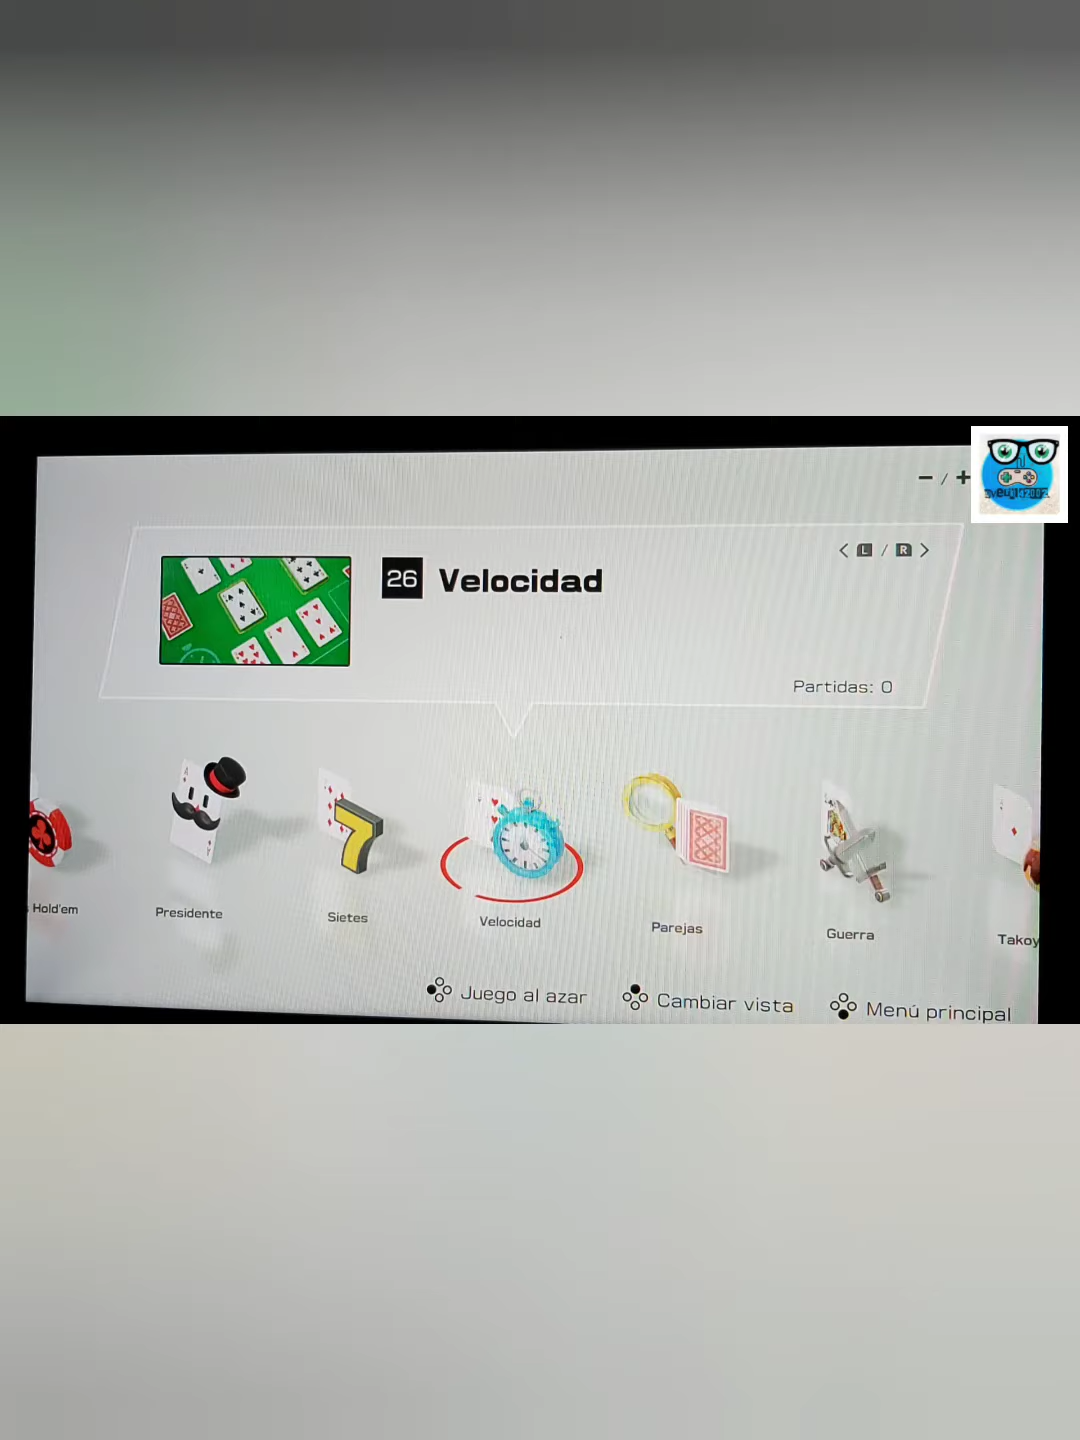 − / +
< L / R >
26 Velocidad
Partidas: 0
Hold'em
Presidente
Sietes
Velocidad
Parejas
Guerra
Takoy
Juego al azar
Cambiar vista
Menú principal